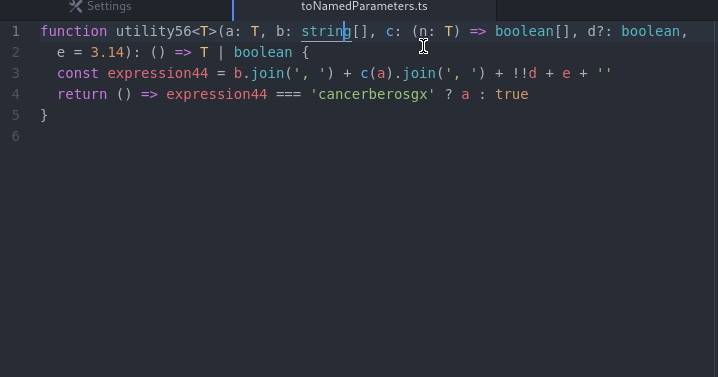 Settings
toNamedParameters.ts
1 function utility56<T>(a: T, b: string[], c: (n: T) => boolean[], d?: boolean,
2 e = 3.14): () => T | boolean {
3 const expression44 = b.join(', ') + c(a).join(', ') + !!d + e + ''
4 return () => expression44 === 'cancerberosgx' ? a : true
5 }
6